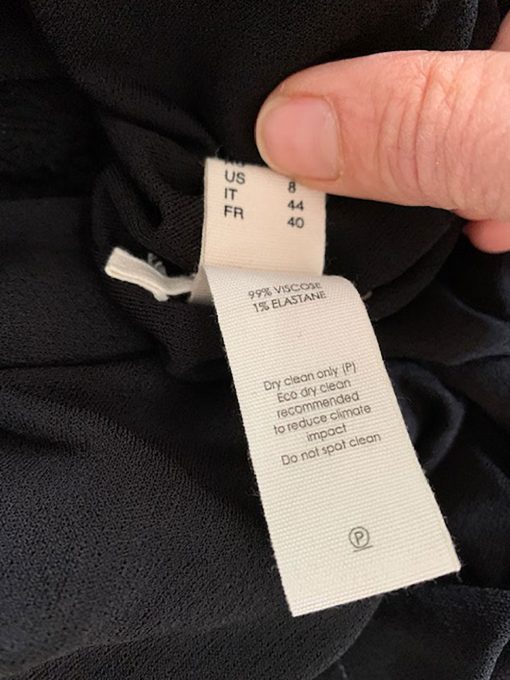 US 8
IT 44
FR 40
99% VISCOSE
1% ELASTANE
Dry clean only (P)
Eco dry clean
recommended
to reduce climate
impact
Do not spot clean
P